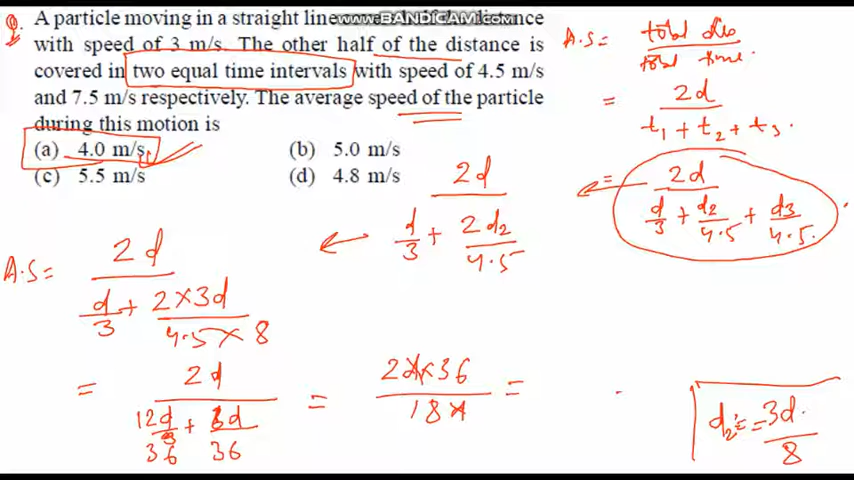 www.BANDICAM.com
Q. A particle moving in a straight line distance
with speed of 3 m/s. The other half of the distance is
covered in two equal time intervals with speed of 4.5 m/s
and 7.5 m/s respectively. The average speed of the particle
during this motion is
(a) 4.0 m/s (b) 5.0 m/s
(c) 5.5 m/s (d) 4.8 m/s
A.S = total dis / total time
= 2d / t1 + t2 + t3.
= 2d / d/3 + d2/4.5 + d3/4.5.
2d / d/3 + 2d2/4.5
A.S = 2d / d/3 + 2×3d/4.5×8
= 2d / 12d/36 + 6d/36 = 2d×36 / 18d =
d2 = 3d/8